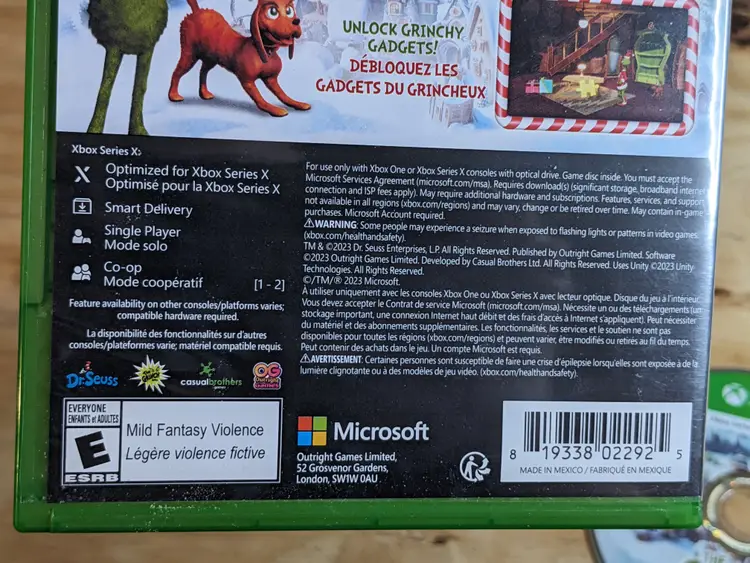 UNLOCK GRINCHY
GADGETS!
DÉBLOQUEZ LES
GADGETS DU GRINCHEUX
Xbox Series X:
X
Optimized for Xbox Series X
Optimisé pour la Xbox Series X
Smart Delivery
Single Player
Mode solo
Co-op
Mode coopératif [1 - 2]
Feature availability on other consoles/platforms varies;
compatible hardware required.
La disponibilité des fonctionnalités sur d'autres
consoles/plateformes varie; matériel compatible requis.
Dr. Seuss
casualbrothers
OG
Outright
Games
EVERYONE
ENFANTS et ADULTES
E
ESRB
Mild Fantasy Violence
Légère violence fictive
For use only with Xbox One or Xbox Series X consoles with optical drive. Game disc inside. You must accept the
Microsoft Services Agreement (microsoft.com/msa). Requires download(s) (significant storage, broadband internet
connection and ISP fees apply). May require additional hardware and subscriptions. Features, services, and support
not available in all regions (xbox.com/regions) and may vary, change or be retired over time. May contain in-game
purchases. Microsoft Account required.
⚠WARNING: Some people may experience a seizure when exposed to flashing lights or patterns in video games.
(xbox.com/healthandsafety).
TM & ©2023 Dr. Seuss Enterprises, L.P. All Rights Reserved. Published by Outright Games Limited. Software
©2023 Outright Games Limited. Developed by Casual Brothers Ltd. All Rights Reserved. Uses Unity ©2023 Unity
Technologies. All Rights Reserved.
©/TM/® 2023 Microsoft.
À utiliser uniquement avec les consoles Xbox One ou Xbox Series X avec lecteur optique. Disque du jeu à l'intérieur.
Vous devez accepter le Contrat de service Microsoft (microsoft.com/msa). Nécessite un ou des téléchargements (un
stockage important, une connexion Internet haut débit et des frais d'accès à Internet s'appliquent). Peut nécessiter
du matériel et des abonnements supplémentaires. Les fonctionnalités, les services et le soutien ne sont pas
disponibles pour toutes les régions (xbox.com/regions) et peuvent varier, être modifiés ou retirés au fil du temps.
Peut contenir des achats dans le jeu. Un compte Microsoft est requis.
⚠AVERTISSEMENT: Certaines personnes sont susceptible de faire une crise d'épilepsie lorsqu'elles sont exposée de la
lumière clignotante ou à des modèles de jeu vidéo. (xbox.com/healthandsafety).
Microsoft
Outright Games Limited,
52 Grosvenor Gardens,
London, SW1W 0AU
8 19338 02292 5
MADE IN MEXICO / FABRIQUÉ EN MEXIQUE